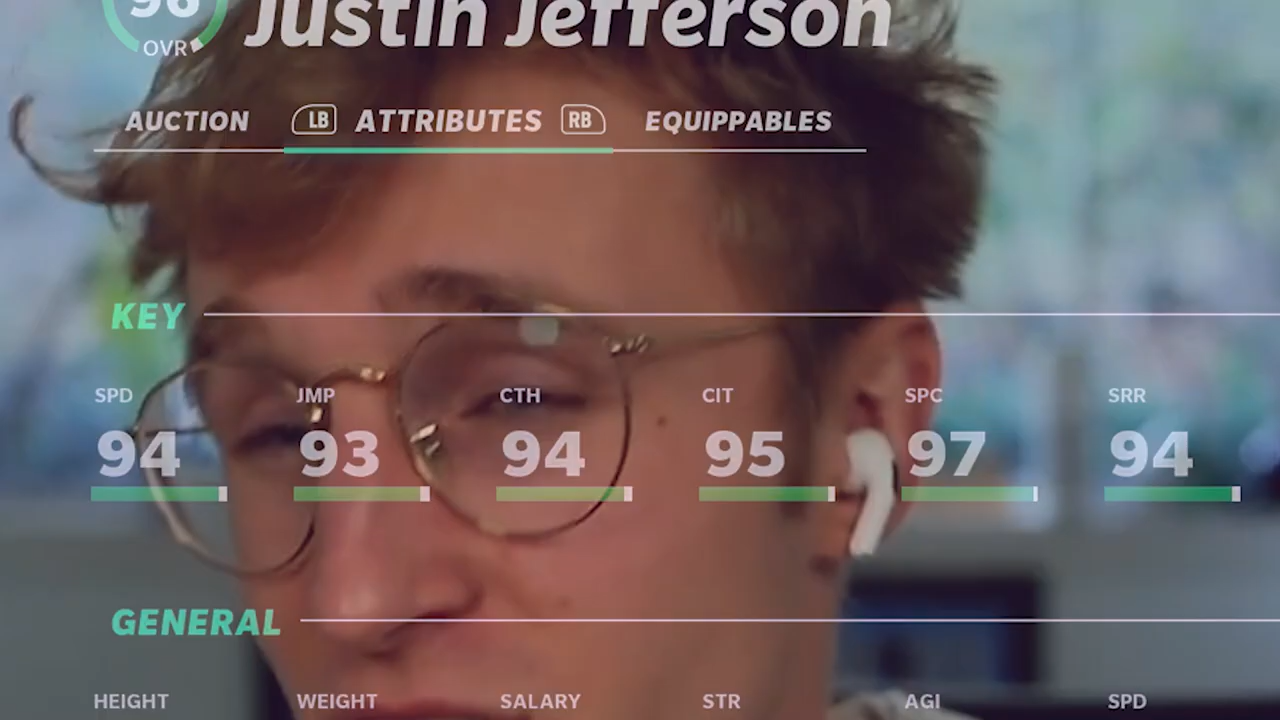 96
OVR
Justin Jefferson
AUCTION LB ATTRIBUTES RB EQUIPPABLES
KEY
SPD JMP CTH CIT SPC SRR
94 93 94 95 97 94
GENERAL
HEIGHT WEIGHT SALARY STR AGI SPD